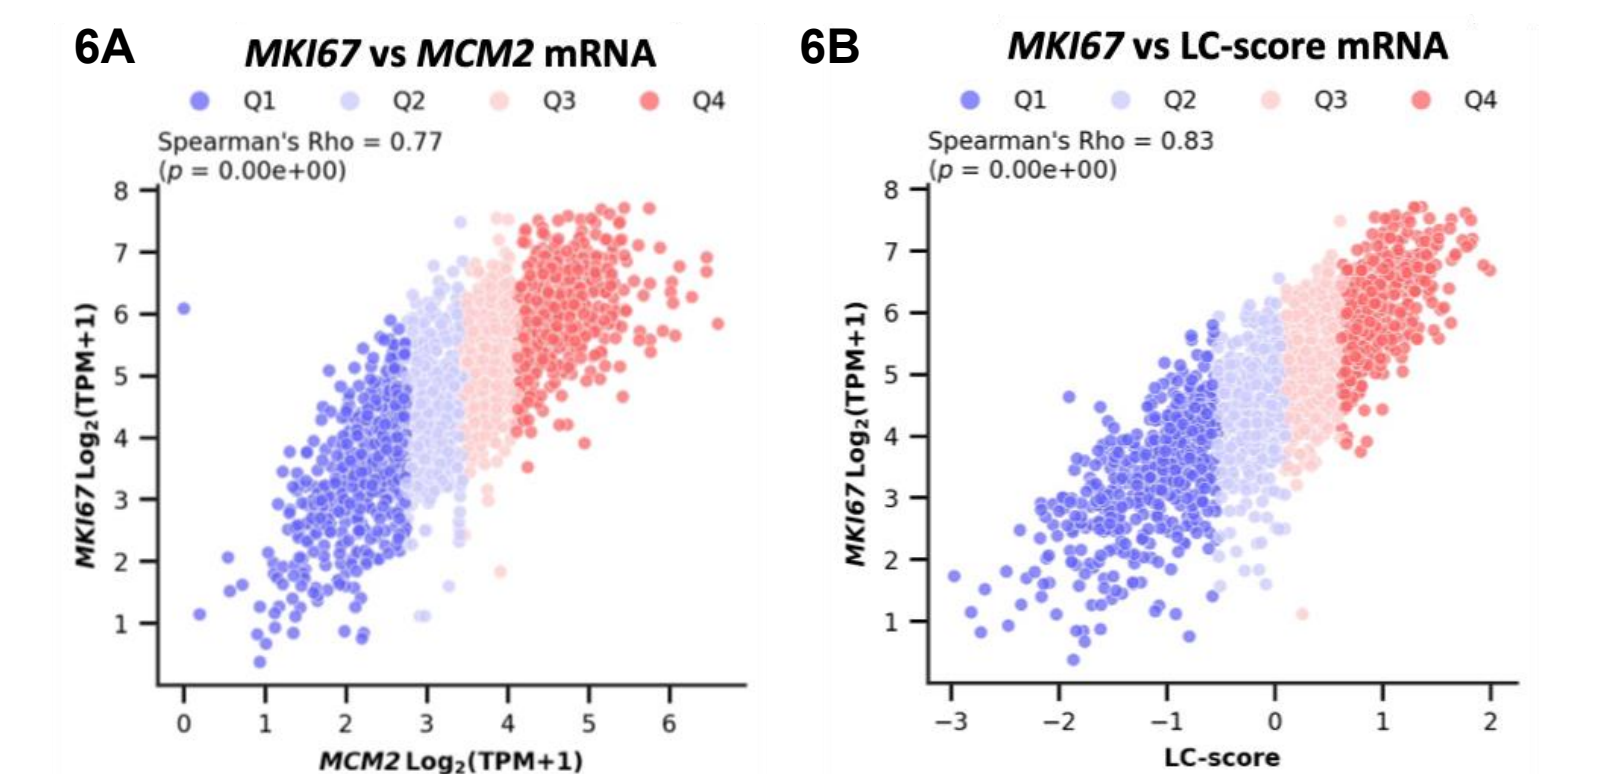 6A
MKI67 vs MCM2 mRNA
Q1 Q2 Q3 Q4
Spearman's Rho = 0.77
(p = 0.00e+00)
8
7
6
5
4
3
2
1
MKI67 Log₂(TPM+1)
0 1 2 3 4 5 6
MCM2 Log₂(TPM+1)
6B
MKI67 vs LC-score mRNA
Q1 Q2 Q3 Q4
Spearman's Rho = 0.83
(p = 0.00e+00)
8
7
6
5
4
3
2
1
MKI67 Log₂(TPM+1)
−3 −2 −1 0 1 2
LC-score